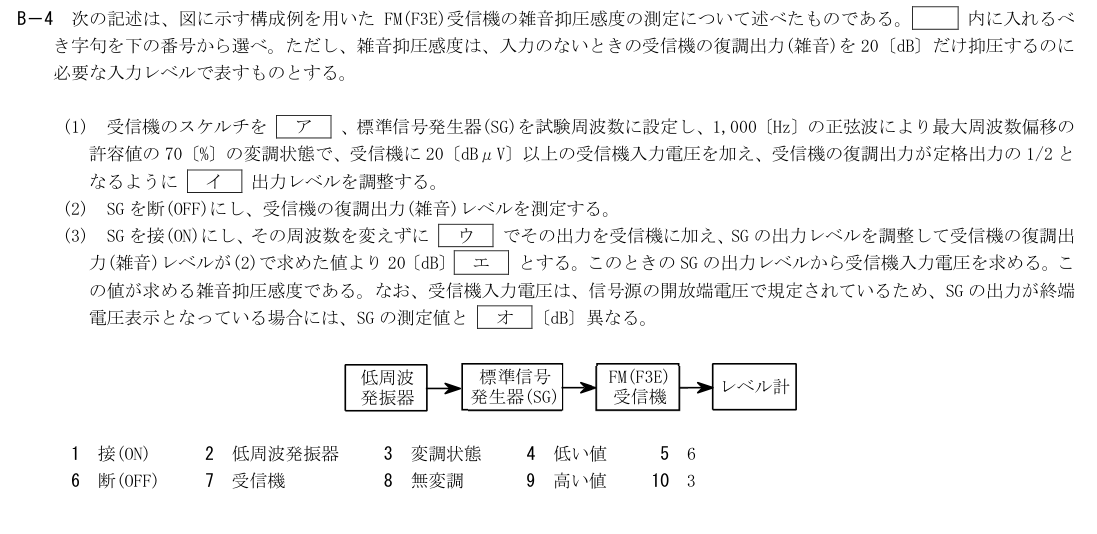 B-4 次の記述は、図に示す構成例を用いた FM(F3E)受信機の雑音抑圧感度の測定について述べたものである。 内に入れるべ
き字句を下の番号から選べ。ただし、雑音抑圧感度は、入力のないときの受信機の復調出力(雑音)を 20〔dB〕だけ抑圧するのに
必要な入力レベルで表すものとする。
(1) 受信機のスケルチを ア 、標準信号発生器(SG)を試験周波数に設定し、1,000〔Hz〕の正弦波により最大周波数偏移の
許容値の 70〔%〕の変調状態で、受信機に 20〔dBμV〕以上の受信機入力電圧を加え、受信機の復調出力が定格出力の 1/2 と
なるように イ 出力レベルを調整する。
(2) SG を断(OFF)にし、受信機の復調出力(雑音)レベルを測定する。
(3) SG を接(ON)にし、その周波数を変えずに ウ でその出力を受信機に加え、SG の出力レベルを調整して受信機の復調出
力(雑音)レベルが(2)で求めた値より 20〔dB〕 エ とする。このときの SG の出力レベルから受信機入力電圧を求める。こ
の値が求める雑音抑圧感度である。なお、受信機入力電圧は、信号源の開放端電圧で規定されているため、SG の出力が終端
電圧表示となっている場合には、SG の測定値と オ 〔dB〕異なる。
低周波
発振器
標準信号
発生器(SG)
FM(F3E)
受信機
レベル計
1 接(ON) 2 低周波発振器 3 変調状態 4 低い値 5 6
6 断(OFF) 7 受信機 8 無変調 9 高い値 10 3